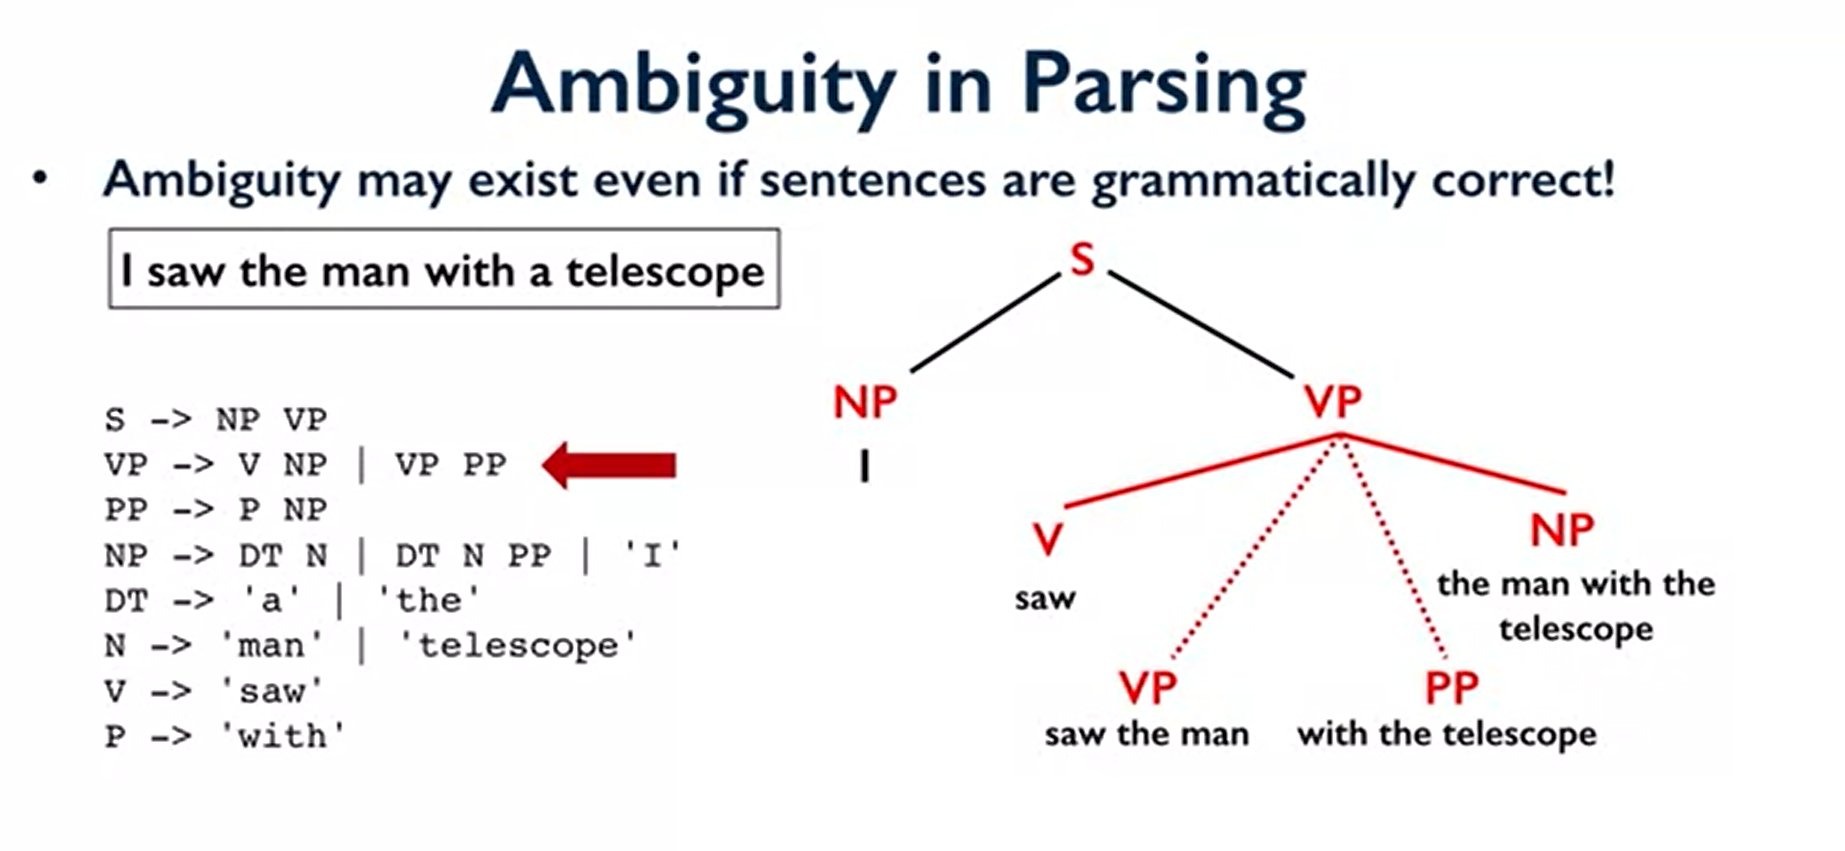 Ambiguity in Parsing
• Ambiguity may exist even if sentences are grammatically correct!
I saw the man with a telescope
S -> NP VP
VP -> V NP | VP PP
PP -> P NP
NP -> DT N | DT N PP | 'I'
DT -> 'a' | 'the'
N -> 'man' | 'telescope'
V -> 'saw'
P -> 'with'
S
NP
VP
I
V
NP
saw
the man with the
telescope
VP
PP
saw the man
with the telescope